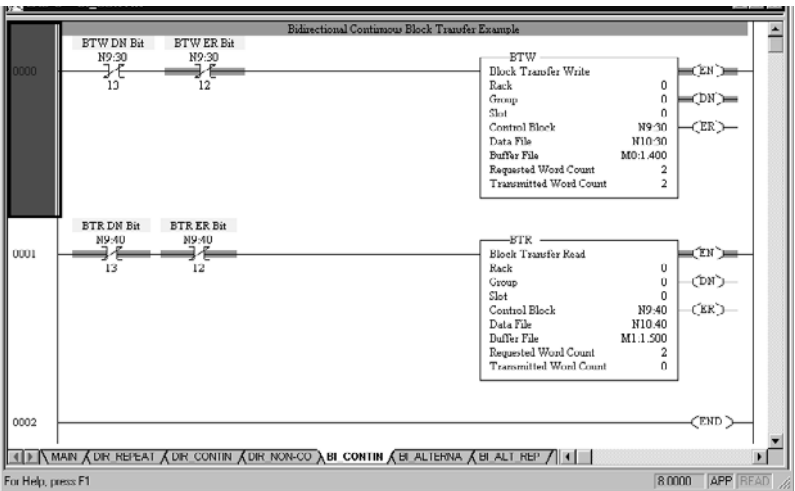 Bidirectional Continuous Block Transfer Example
BTW DN Bit BTW ER Bit
N9:30 N9:30
0000
13 12
BTW
Block Transfer Write
Rack 0
Group 0
Slot 0
Control Block N9:30
Data File N10:30
Buffer File M0:1.400
Requested Word Count 2
Transmitted Word Count 2
EN
DN
ER
BTR DN Bit BTR ER Bit
N9:40 N9:40
0001
13 12
BTR
Block Transfer Read
Rack 0
Group 0
Slot 0
Control Block N9:40
Data File N10:40
Buffer File M1:1.500
Requested Word Count 2
Transmitted Word Count 0
EN
DN
ER
0002
END
MAIN DIR_REPEAT DIR_CONTIN DIR_NON-CO BI_CONTIN BI_ALTERNA BI_ALT_REP
For Help, press F1
8.0000 APP READ